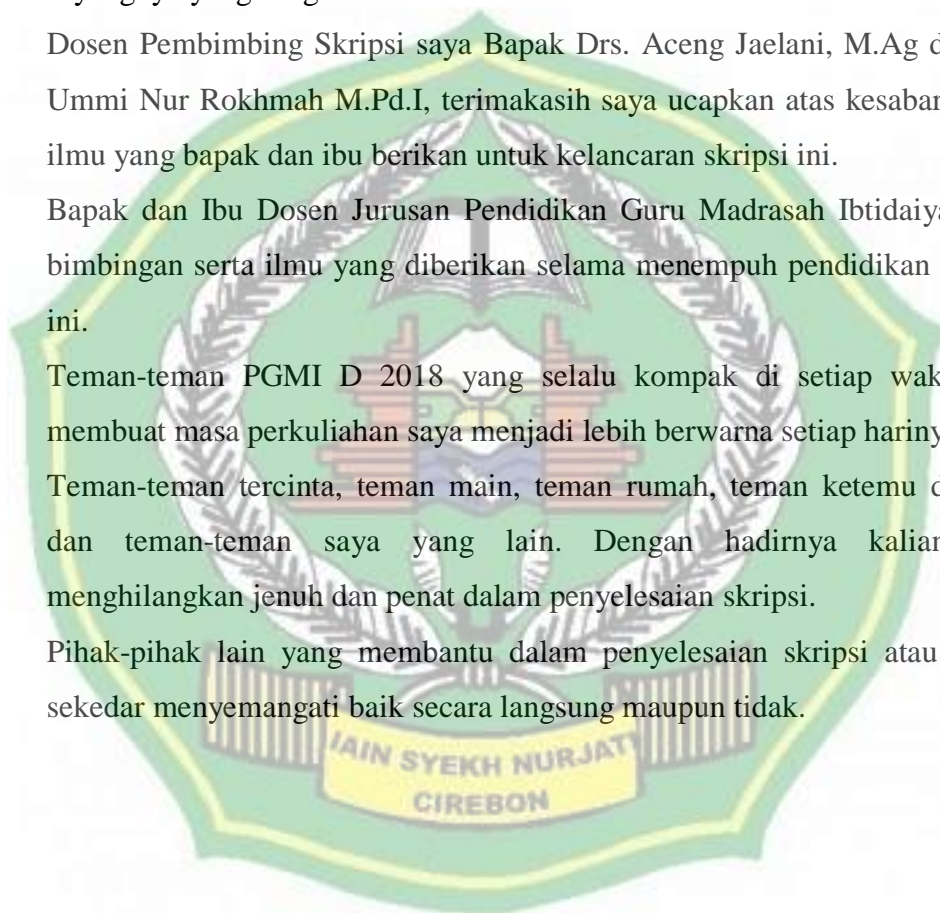 Dosen Pembimbing Skripsi saya Bapak Drs. Aceng Jaelani, M.Ag
Ummi Nur Rokhmah M.Pd.I, terimakasih saya ucapkan atas
ilmu yang bapak dan ibu berikan untuk kelancaran skripsi ini.
Bapak dan Ibu Dosen Jurusan Pendidikan Guru Madrasah
bimbingan serta ilmu yang diberikan selama menempuh pendidikan
ini.
Teman-teman PGMI D 2018 yang selalu kompak di setiap
membuat masa perkuliahan saya menjadi lebih berwarna setiap
Teman-teman tercinta, teman main, teman rumah, teman ketemu
dan teman-teman saya yang lain. Dengan hadirnya kalian
menghilangkan jenuh dan penat dalam penyelesaian skripsi.
Pihak-pihak lain yang membantu dalam penyelesaian skripsi atau
sekedar menyemangati baik secara langsung maupun tidak.
IAIN SYEKH NURJATI
CIREBON